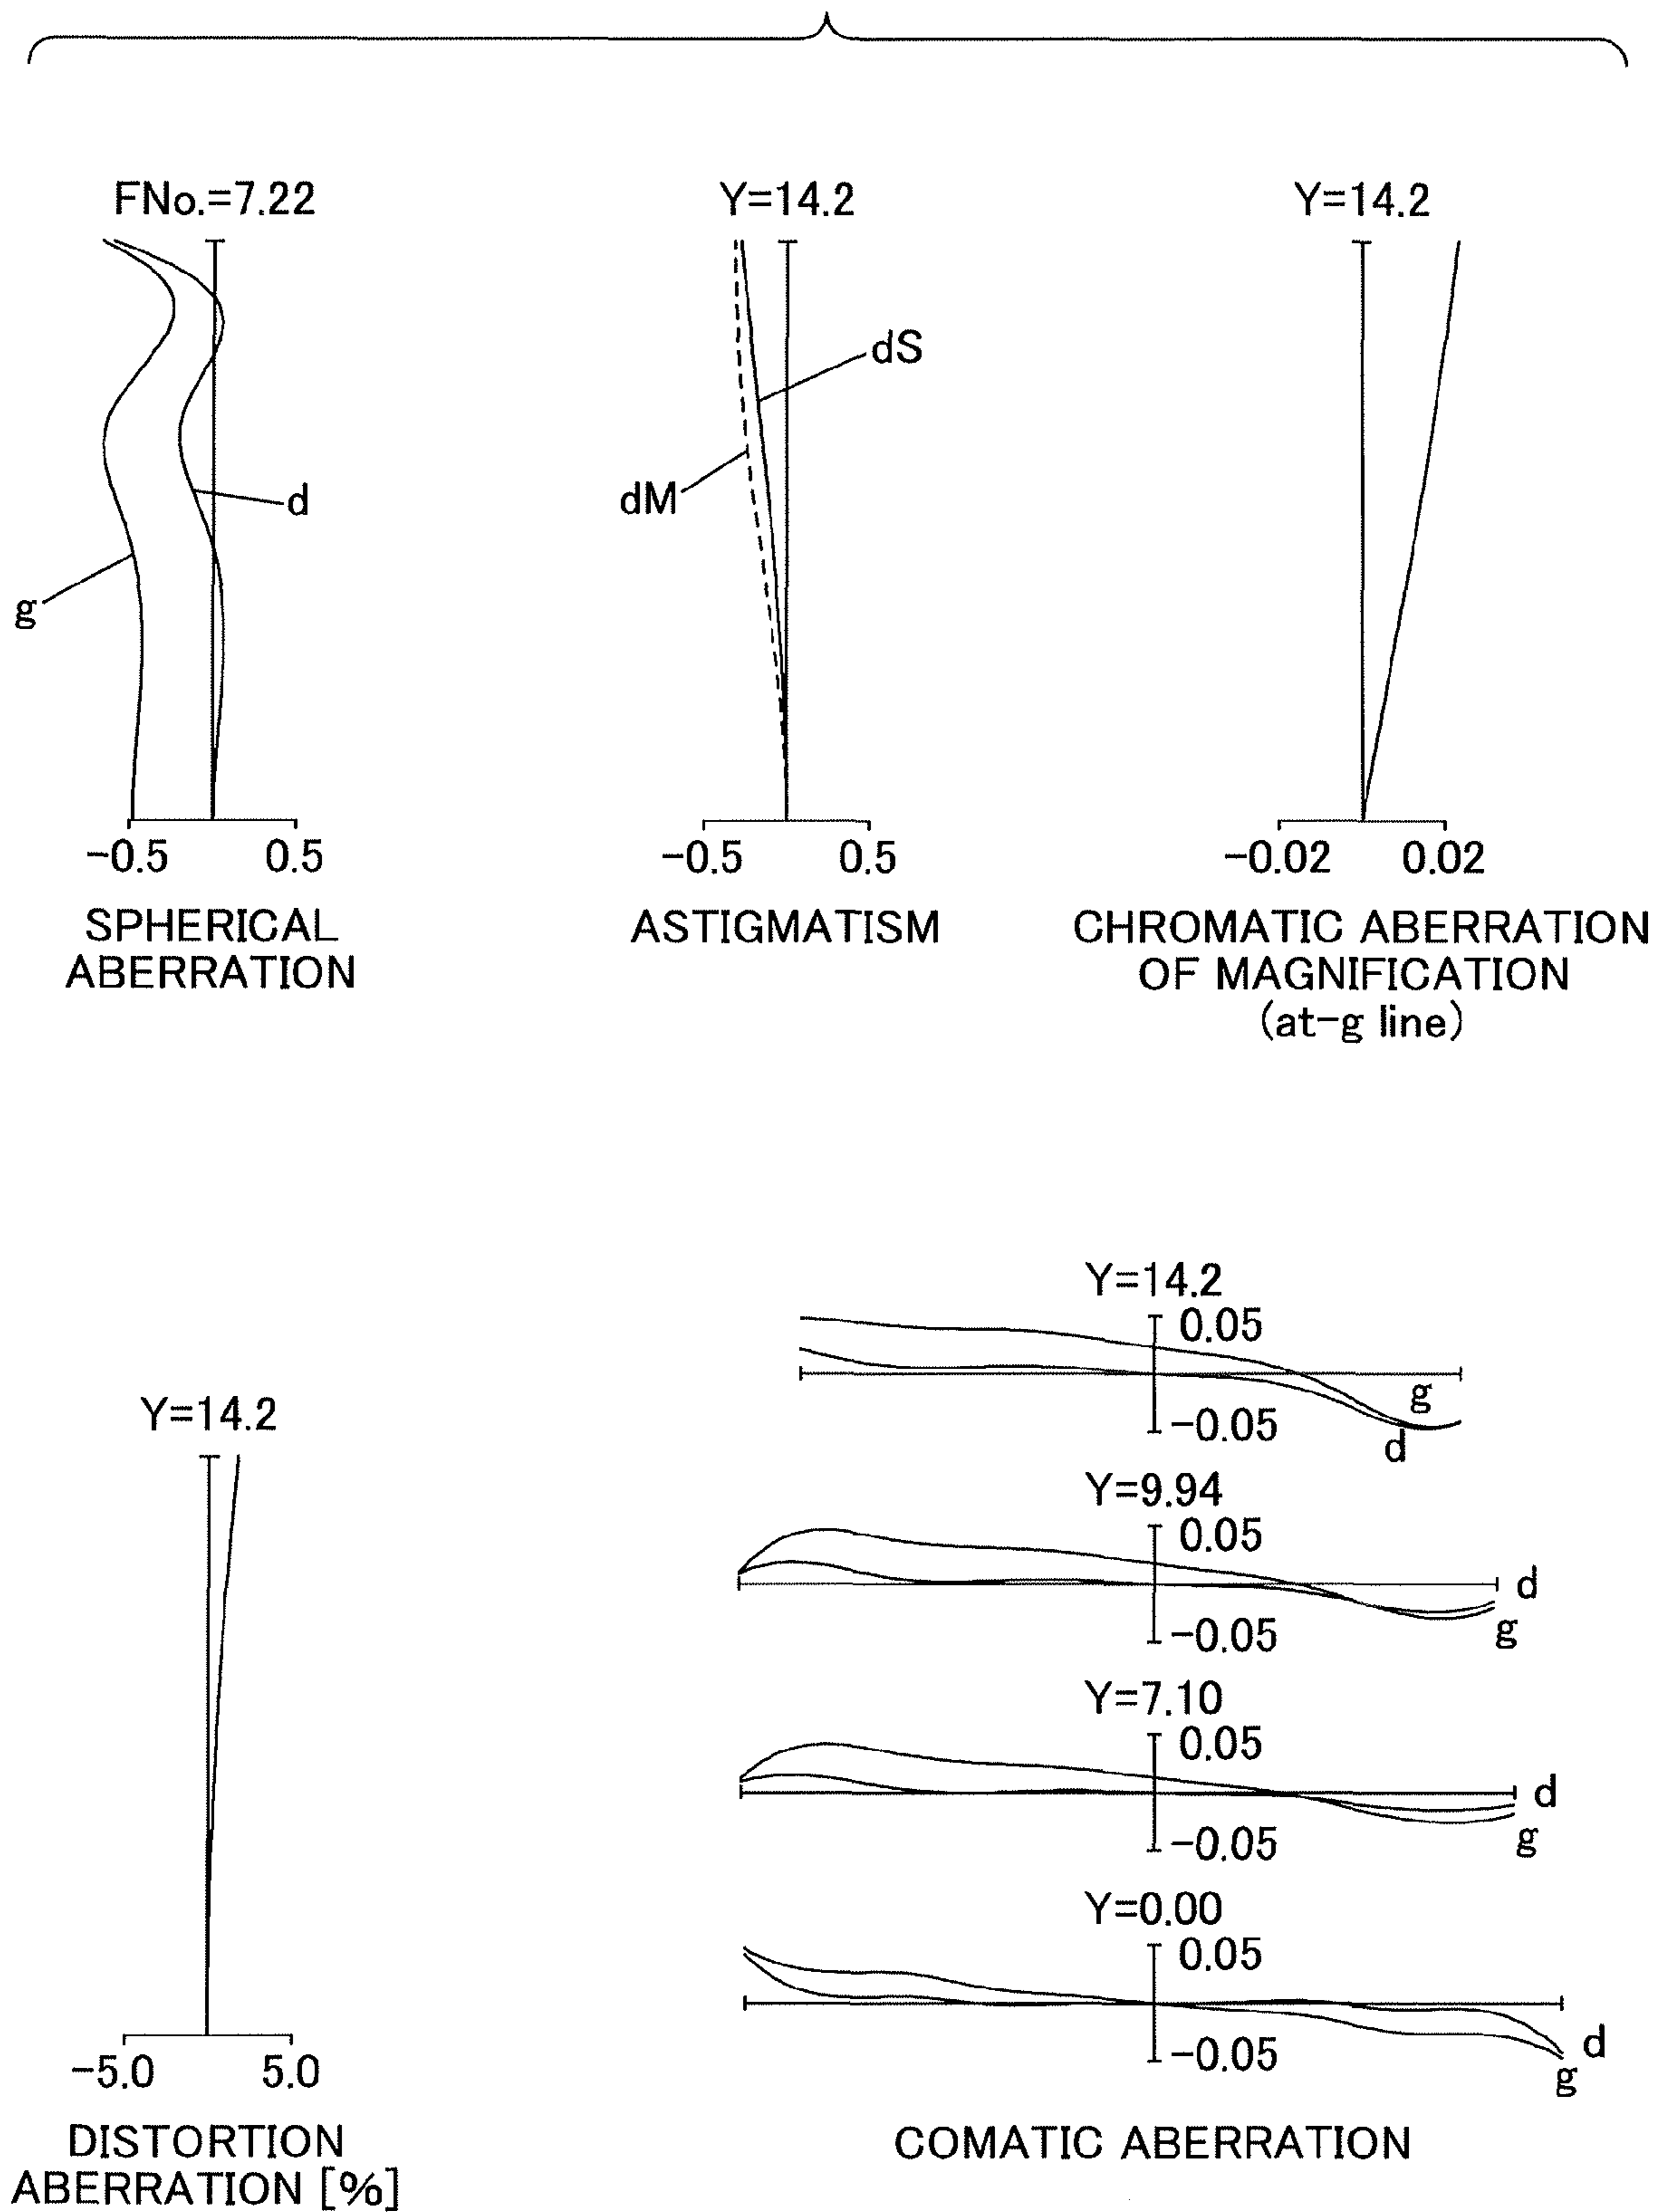 FNo.=7.22
g
d
-0.5
0.5
SPHERICAL
ABERRATION
Y=14.2
dS
dM
-0.5
0.5
ASTIGMATISM
Y=14.2
-0.02
0.02
CHROMATIC ABERRATION
OF MAGNIFICATION
(at-g line)
Y=14.2
-5.0
5.0
DISTORTION
ABERRATION [%]
Y=14.2
0.05
g
-0.05
d
Y=9.94
0.05
d
-0.05
g
Y=7.10
0.05
d
-0.05
g
Y=0.00
0.05
d
-0.05
g
COMATIC ABERRATION